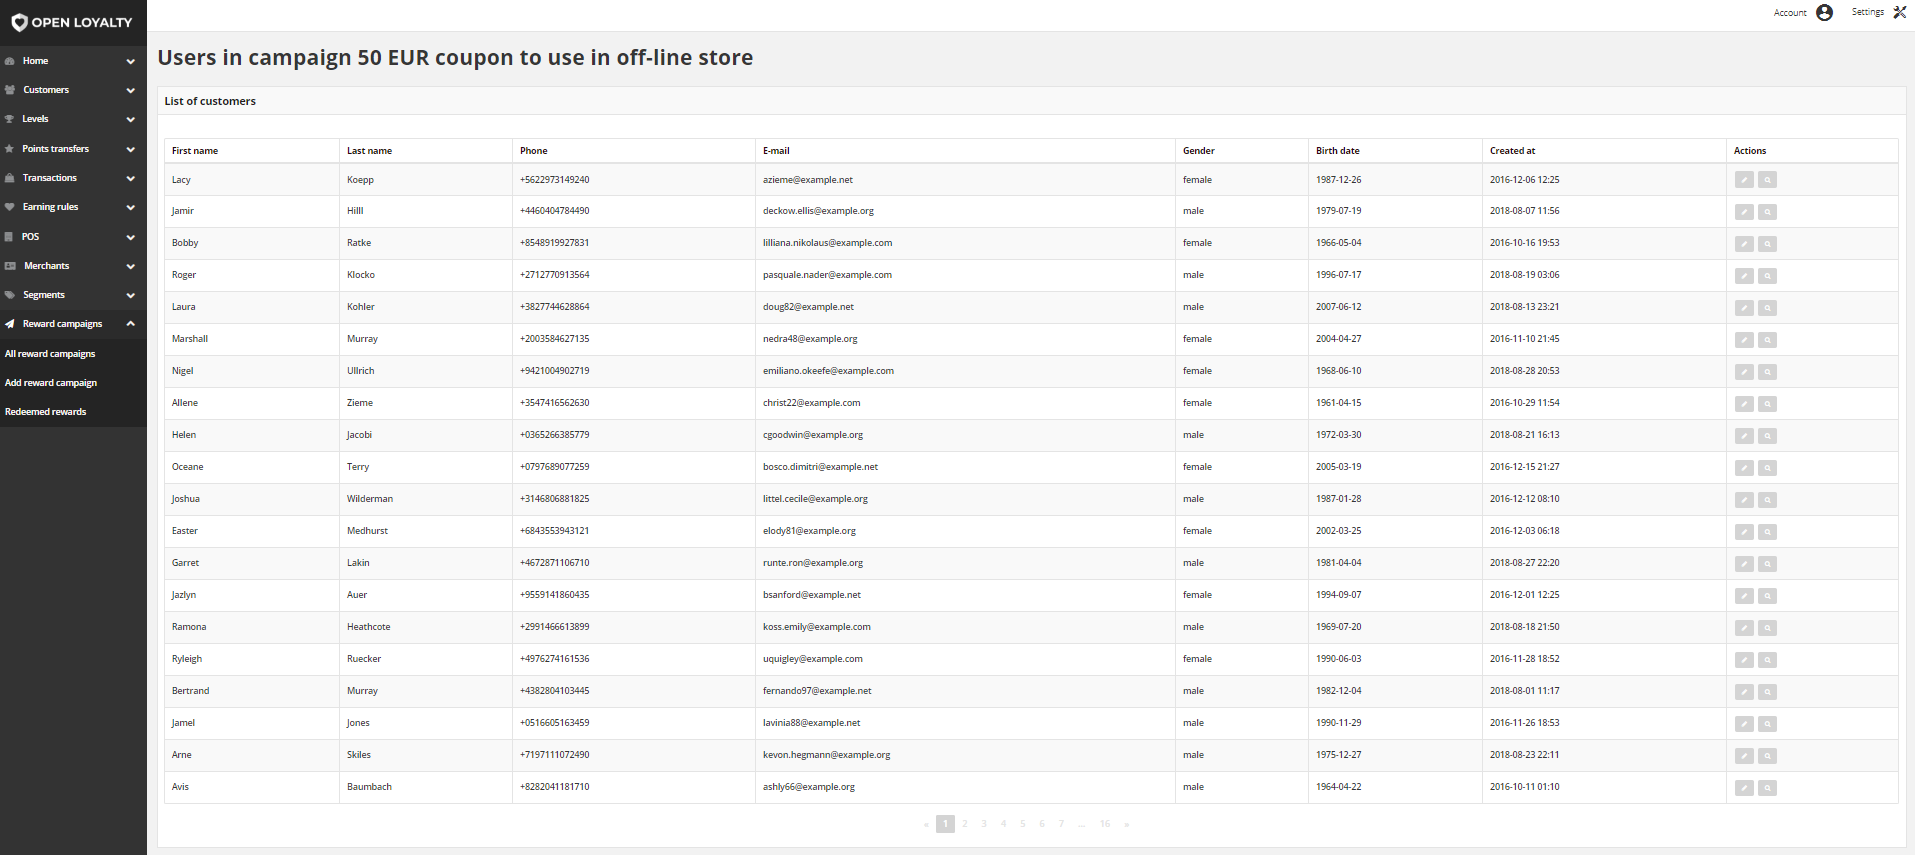 OPEN LOYALTY
Account Settings
Home
Customers
Levels
Points transfers
Transactions
Earning rules
POS
Merchants
Segments
Reward campaigns
All reward campaigns
Add reward campaign
Redeemed rewards
Users in campaign 50 EUR coupon to use in off-line store
List of customers
First name Last name Phone E-mail Gender Birth date Created at Actions
Lacy Koepp +5622973149240 azieme@example.net female 1987-12-26 2016-12-06 12:25
Jamir Hilll +4460404784490 deckow.ellis@example.org male 1979-07-19 2018-08-07 11:56
Bobby Ratke +8548919927831 lilliana.nikolaus@example.com female 1966-05-04 2016-10-16 19:53
Roger Klocko +2712770913564 pasquale.nader@example.com male 1996-07-17 2018-08-19 03:06
Laura Kohler +3827744628864 doug82@example.net male 2007-06-12 2018-08-13 23:21
Marshall Murray +2003584627135 nedra48@example.org female 2004-04-27 2016-11-10 21:45
Nigel Ullrich +9421004902719 emiliano.okeefe@example.com female 1968-06-10 2018-08-28 20:53
Allene Zieme +3547416562630 christ22@example.com female 1961-04-15 2016-10-29 11:54
Helen Jacobi +0365266385779 cgoodwin@example.org male 1972-03-30 2018-08-21 16:13
Oceane Terry +0797689077259 bosco.dimitri@example.net female 2005-03-19 2016-12-15 21:27
Joshua Wilderman +3146806881825 littel.cecile@example.org male 1987-01-28 2016-12-12 08:10
Easter Medhurst +6843553943121 elody81@example.org female 2002-03-25 2016-12-03 06:18
Garret Lakin +4672871106710 runte.ron@example.org male 1981-04-04 2018-08-27 22:20
Jazlyn Auer +9559141860435 bsanford@example.net female 1994-09-07 2016-12-01 12:25
Ramona Heathcote +2991466613899 koss.emily@example.com male 1969-07-20 2018-08-18 21:50
Ryleigh Ruecker +4976274161536 uquigley@example.com female 1990-06-03 2016-11-28 18:52
Bertrand Murray +4382804103445 fernando97@example.net male 1982-12-04 2018-08-01 11:17
Jamel Jones +0516605163459 lavinia88@example.net male 1990-11-29 2016-11-26 18:53
Arne Skiles +7197111072490 kevon.hegmann@example.org male 1975-12-27 2018-08-23 22:11
Avis Baumbach +8282041181710 ashly66@example.org male 1964-04-22 2016-10-11 01:10
« 1 2 3 4 5 6 7 ... 16 »